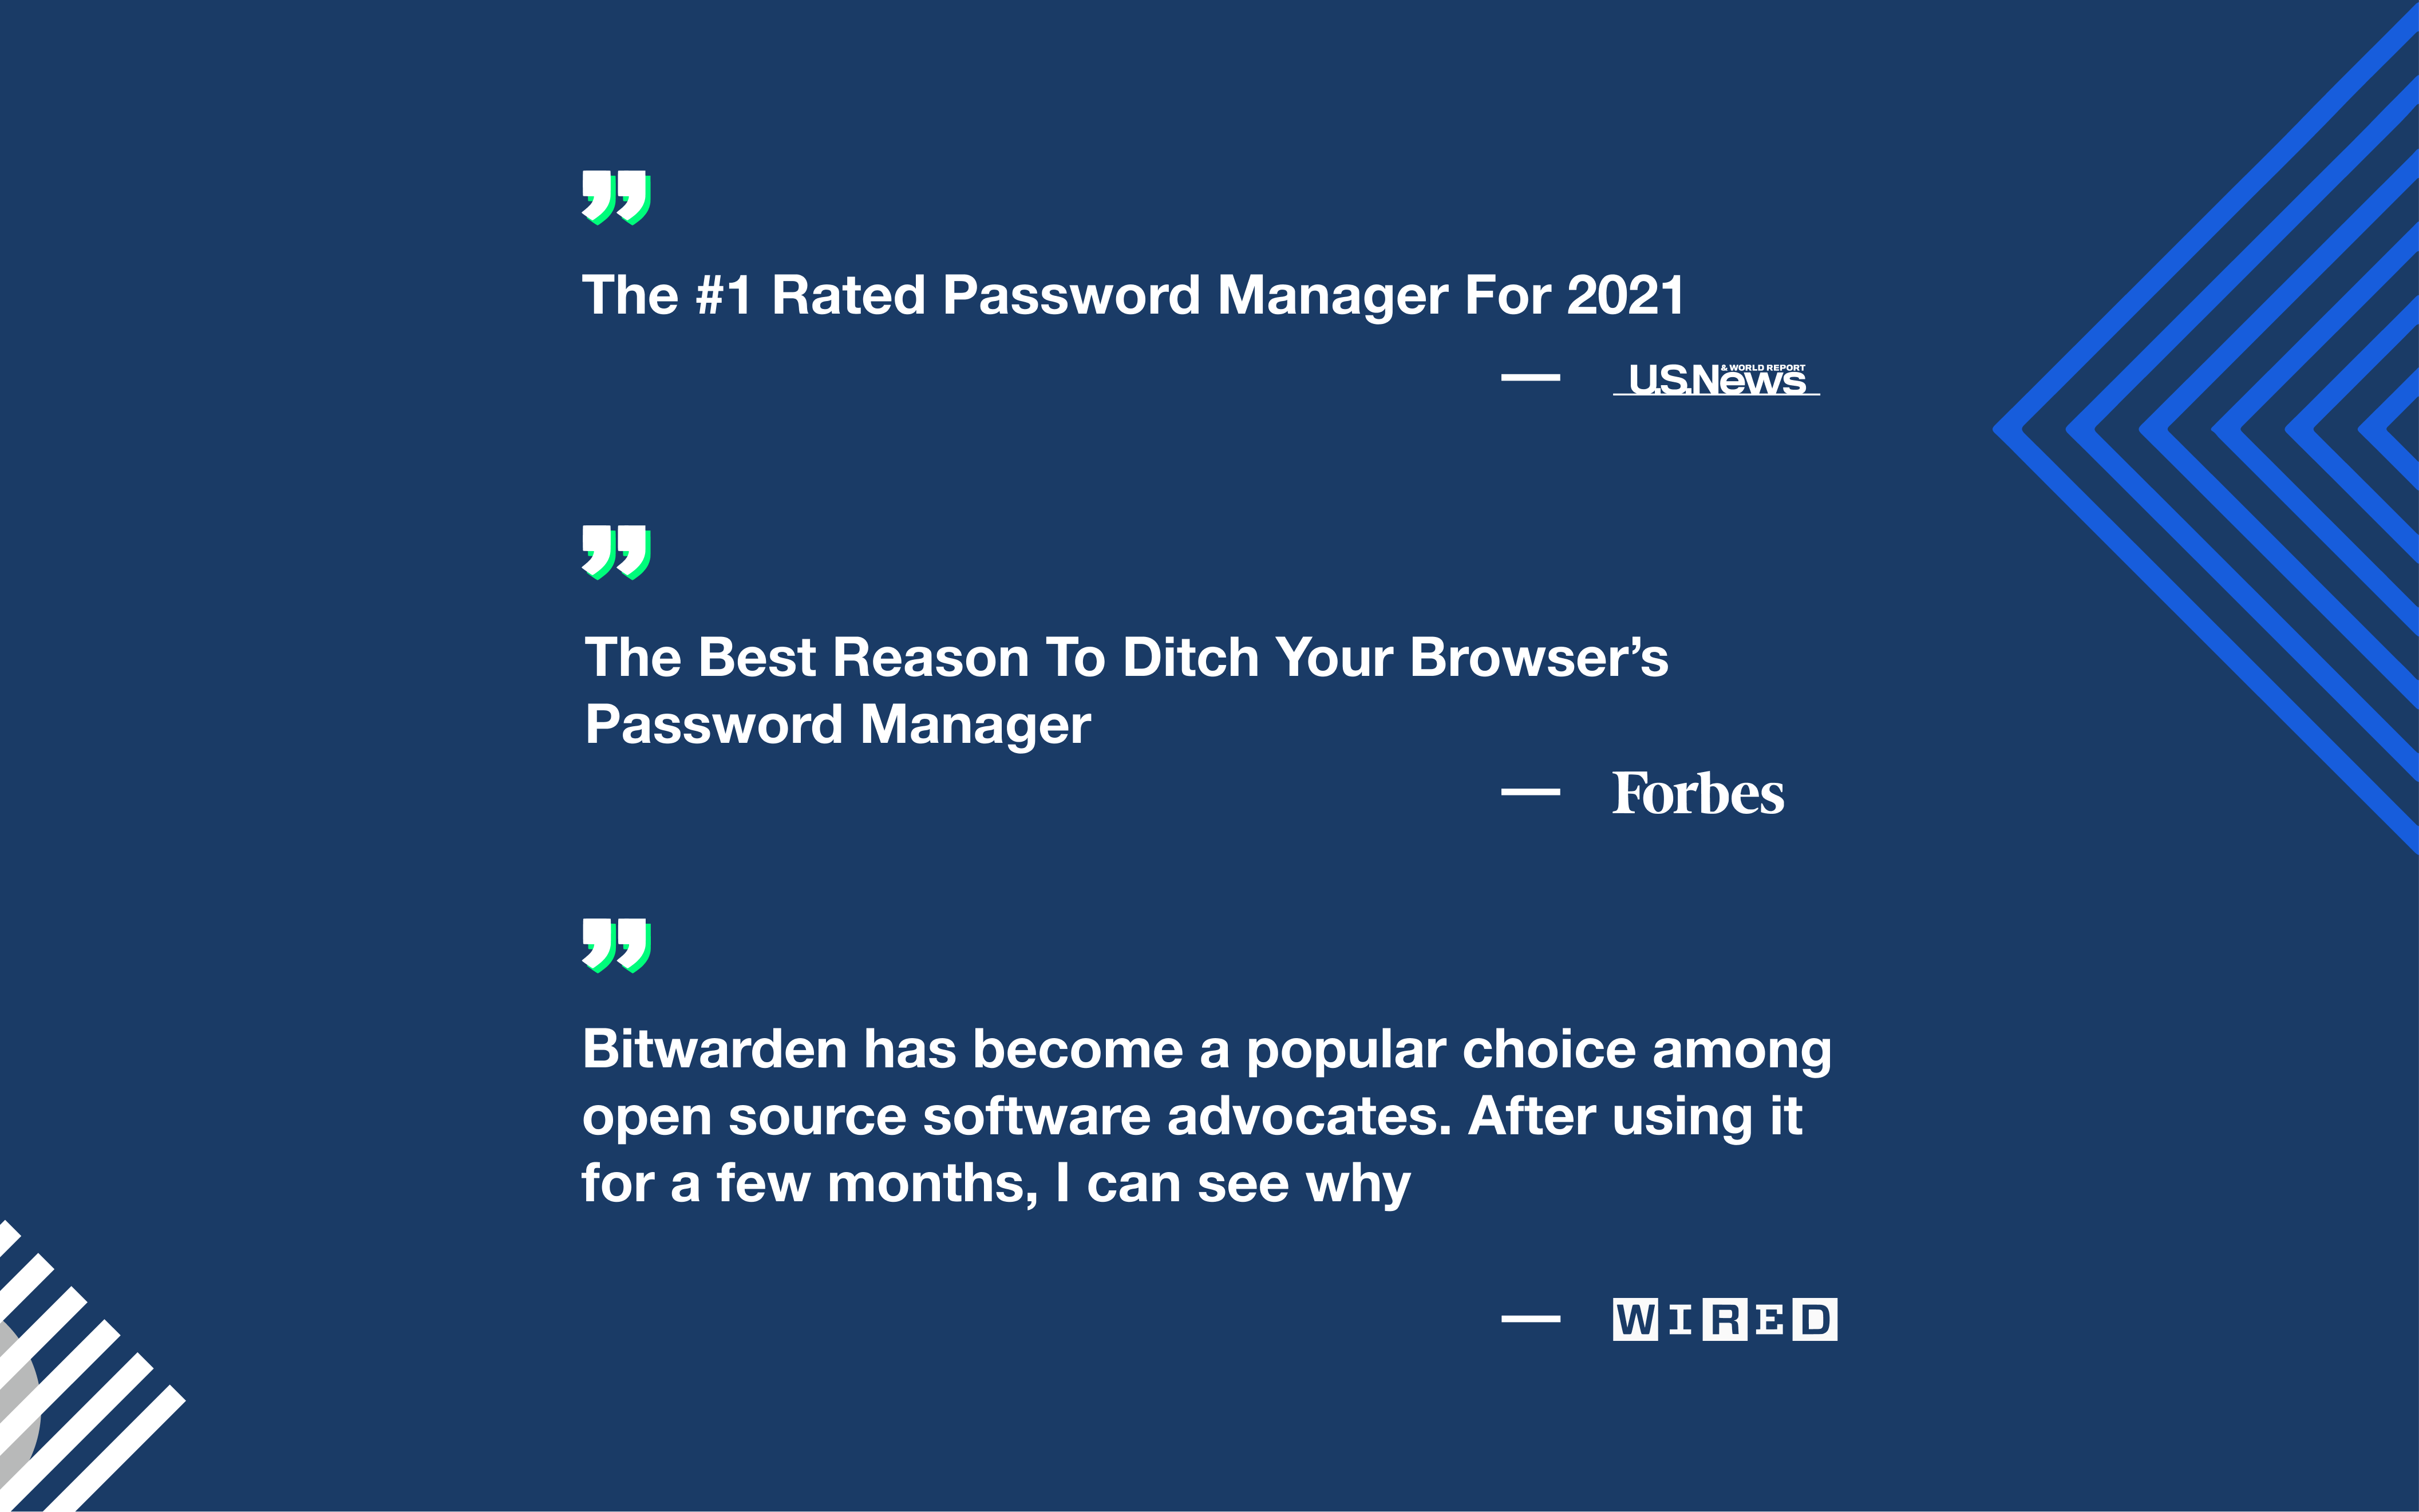 ”
The #1 Rated Password Manager For 2021
— U.S.News & WORLD REPORT
”
The Best Reason To Ditch Your Browser’s
Password Manager
— Forbes
”
Bitwarden has become a popular choice among
open source software advocates. After using it
for a few months, I can see why
— WIRED